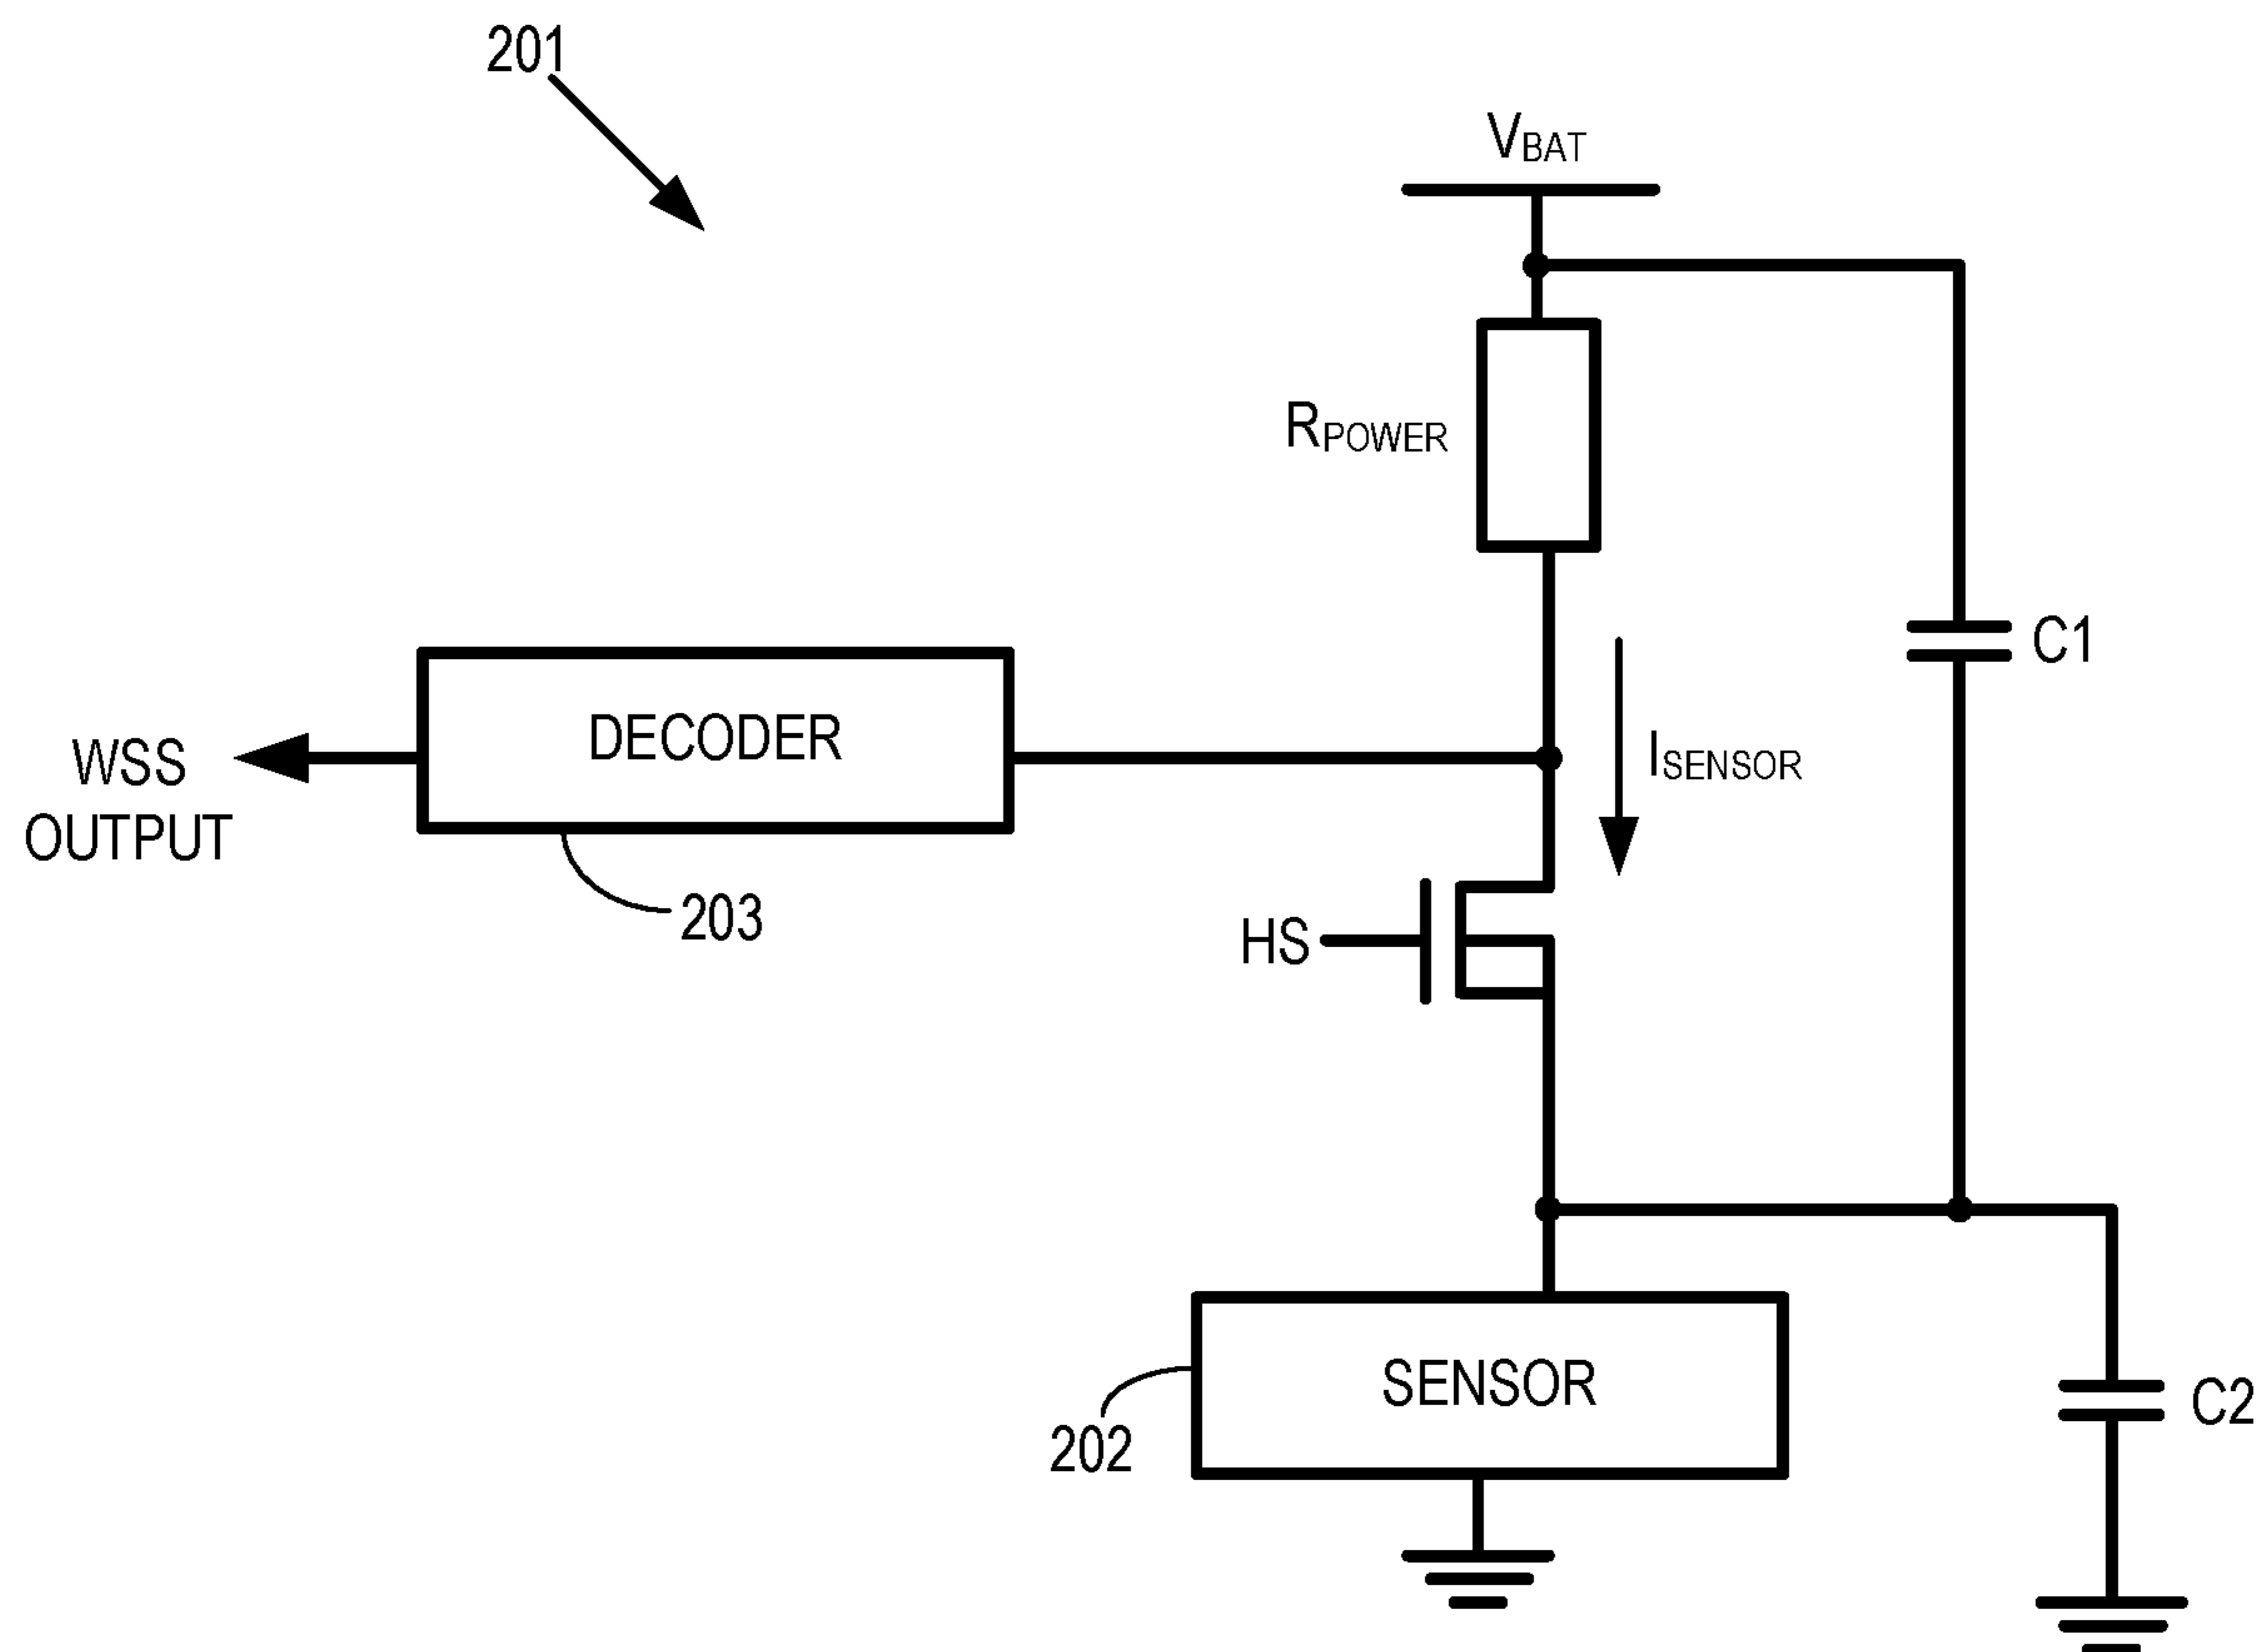 201
VBAT
RPOWER
C1
DECODER
WSS
OUTPUT
ISENSOR
203
HS
SENSOR
C2
202